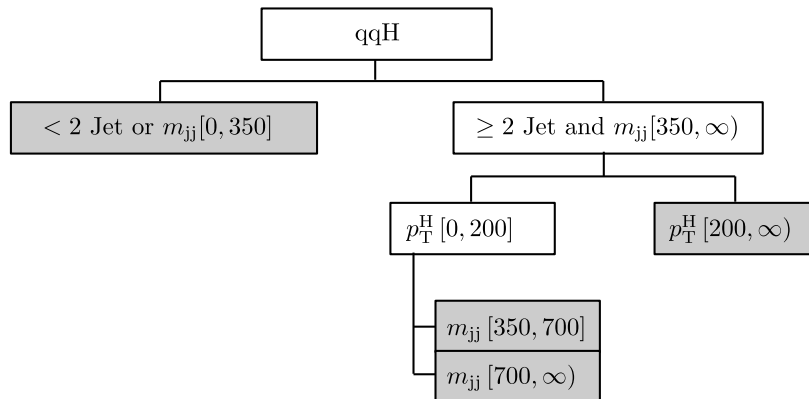 qqH
< 2 Jet or m_jj[0, 350]
≥ 2 Jet and m_jj[350, ∞)
p_T^H [0, 200]
p_T^H [200, ∞)
m_jj [350, 700]
m_jj [700, ∞)